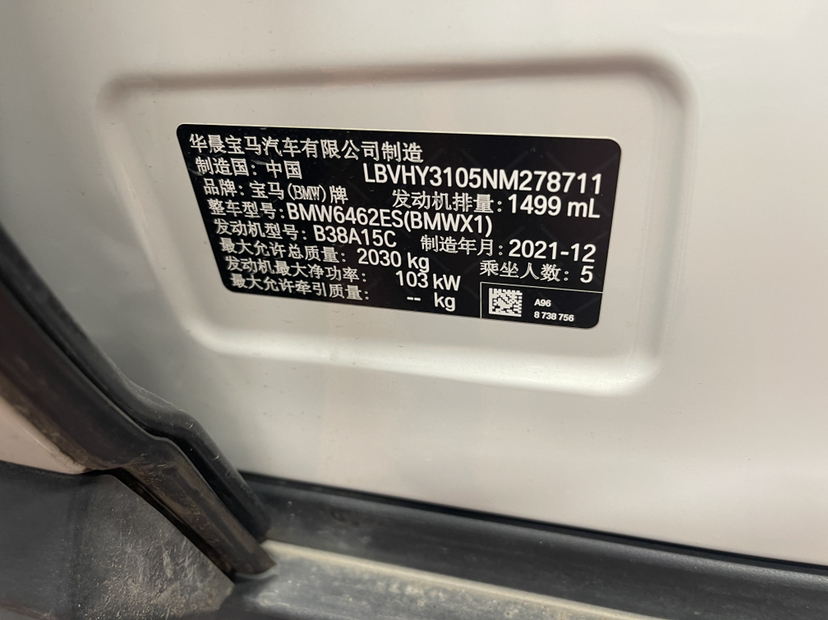 华晨宝马汽车有限公司制造
制造国: 中国 LBVHY3105NM278711
品牌: 宝马(BMW)牌 发动机排量: 1499 mL
整车型号: BMW6462ES(BMWX1)
发动机型号: B38A15C 制造年月: 2021-12
最大允许总质量: 2030 kg 乘坐人数: 5
发动机最大净功率: 103 kW
最大允许牵引质量: -- kg
A96
8 738 756